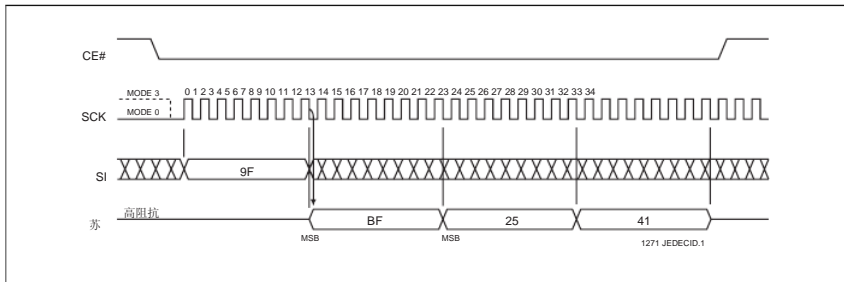 CE#
0 1 2 3 4 5 6 7 8 9 10 11 12 13 14 15 16 17 18 19 20 21 22 23 24 25 26 27 28 29 30 31 32 33 34
MODE 3
SCK
MODE 0
SI
9F
苏
高阻抗
BF
25
41
MSB
MSB
1271 JEDECID.1